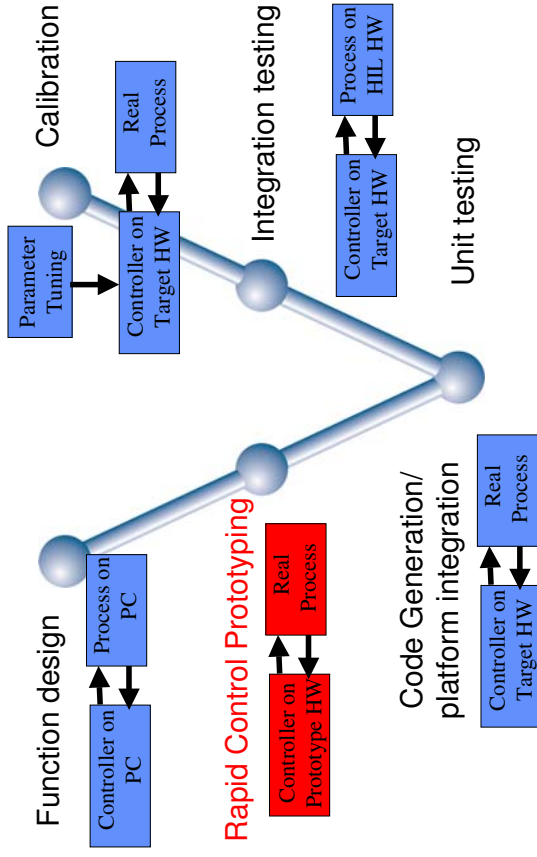 Function design
Controller on
PC
Process on
PC
Rapid Control Prototyping
Controller on
Prototype HW
Real
Process
Code Generation/
platform integration
Controller on
Target HW
Real
Process
Unit testing
Integration testing
Controller on
Target HW
Process on
HIL HW
Calibration
Parameter
Tuning
Controller on
Target HW
Real
Process